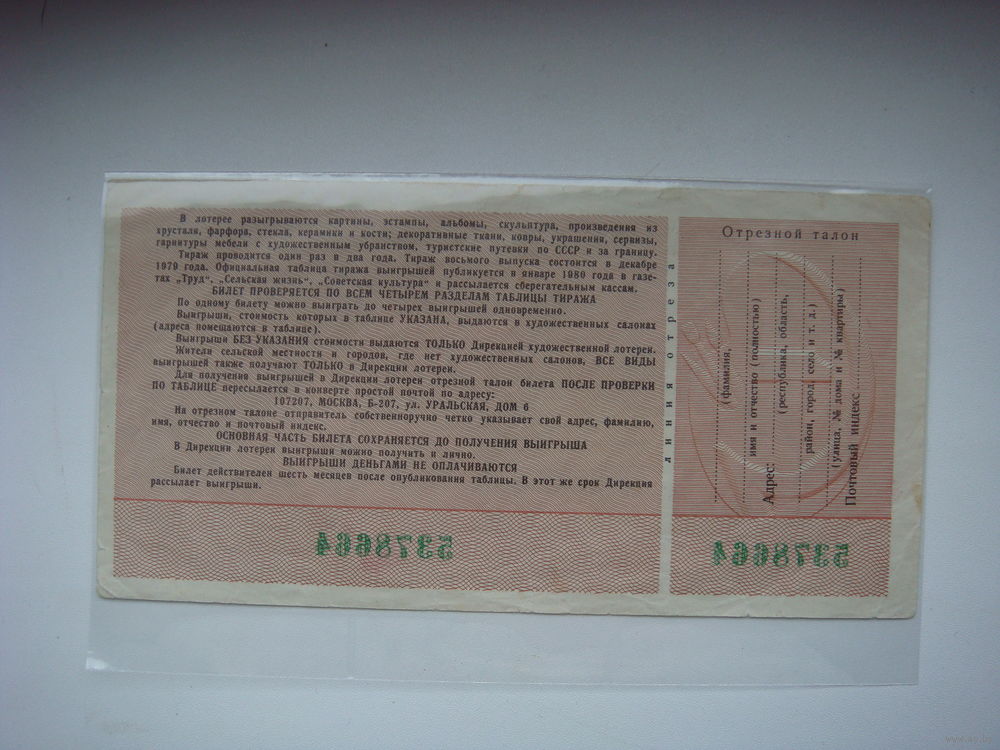 В лотерее разыгрываются картины, эстампы, альбомы, скульптура, произведения из
хрусталя, фарфора, стекла, керамики и кости; декоративные ткани, ковры, украшения, сервизы,
гарнитуры мебели с художественным убранством, туристские путевки по СССР и за границу.
Тираж проводится один раз в два года. Тираж восьмого выпуска состоится в декабре
1979 года. Официальная таблица тиража выигрышей публикуется в январе 1980 года в газе-
тах „Труд", „Сельская жизнь", „Советская культура" и рассылается сберегательным кассам.
БИЛЕТ ПРОВЕРЯЕТСЯ ПО ВСЕМ ЧЕТЫРЕМ РАЗДЕЛАМ ТАБЛИЦЫ ТИРАЖА
По одному билету можно выиграть до четырех выигрышей одновременно.
Выигрыши, стоимость которых в таблице УКАЗАНА, выдаются в художественных салонах
(адреса помещаются в таблице).
Выигрыши БЕЗ УКАЗАНИЯ стоимости выдаются ТОЛЬКО Дирекцией художественной лотереи.
Жители сельской местности и городов, где нет художественных салонов, ВСЕ ВИДЫ
выигрышей также получают ТОЛЬКО в Дирекции лотереи.
Для получения выигрышей в Дирекции лотереи отрезной талон билета ПОСЛЕ ПРОВЕРКИ
ПО ТАБЛИЦЕ пересылается в конверте простой почтой по адресу:
107207, МОСКВА, Б-207, ул. УРАЛЬСКАЯ, ДОМ 6
На отрезном талоне отправитель собственноручно четко указывает свой адрес, фамилию,
имя, отчество и почтовый индекс.
ОСНОВНАЯ ЧАСТЬ БИЛЕТА СОХРАНЯЕТСЯ ДО ПОЛУЧЕНИЯ ВЫИГРЫША
В Дирекции лотереи выигрыши можно получить и лично.
ВЫИГРЫШИ ДЕНЬГАМИ НЕ ОПЛАЧИВАЮТСЯ
Билет действителен шесть месяцев после опубликования таблицы. В этот же срок Дирекция
рассылает выигрыши.
5378664
линия отреза
Отрезной талон
(фамилия,
имя и отчество (полностью)
Адрес:
(республика, область,
район, город, село и т. д.)
(улица, № дома и № квартиры)
Почтовый индекс
5378664